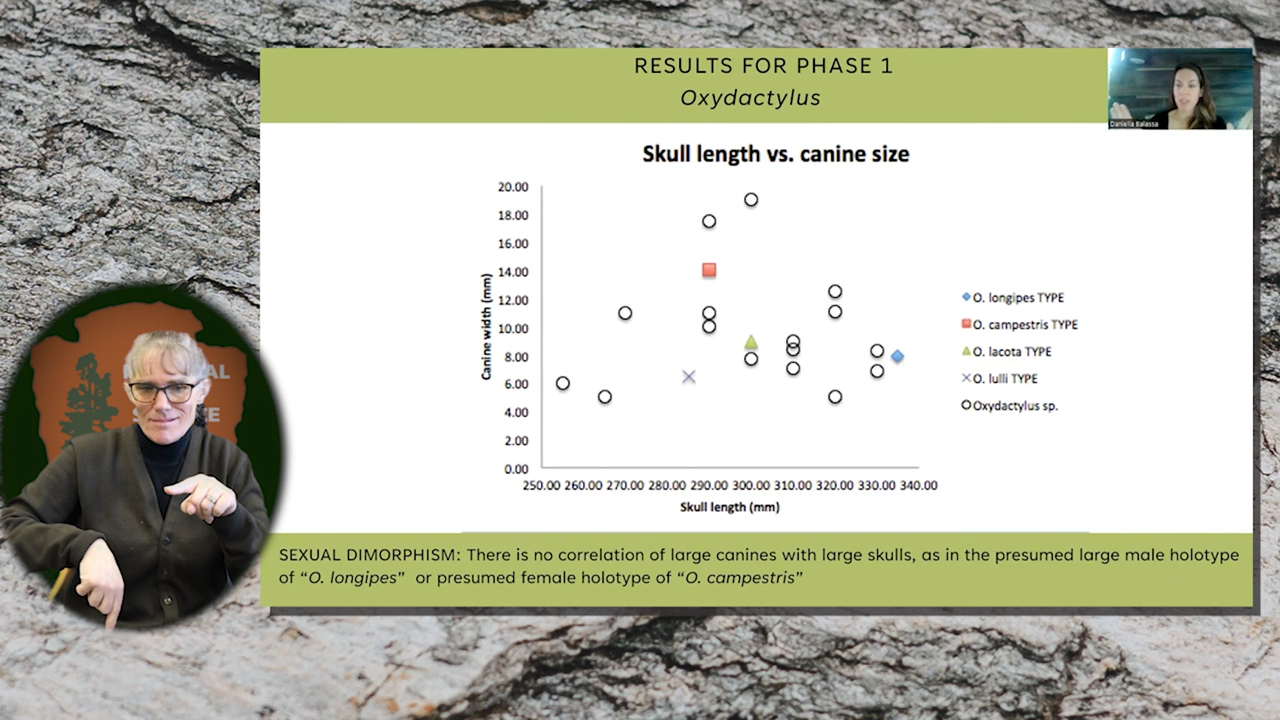 RESULTS FOR PHASE 1
Oxydactylus
Daniella Balassa
Skull length vs. canine size
20.00
18.00
16.00
14.00
12.00
10.00
8.00
6.00
4.00
2.00
0.00
Canine width (mm)
250.00 260.00 270.00 280.00 290.00 300.00 310.00 320.00 330.00 340.00
Skull length (mm)
O. longipes TYPE
O. campestris TYPE
O. lacota TYPE
O. lulli TYPE
Oxydactylus sp.
SEXUAL DIMORPHISM: There is no correlation of large canines with large skulls, as in the presumed large male holotype
of “O. longipes” or presumed female holotype of “O. campestris”